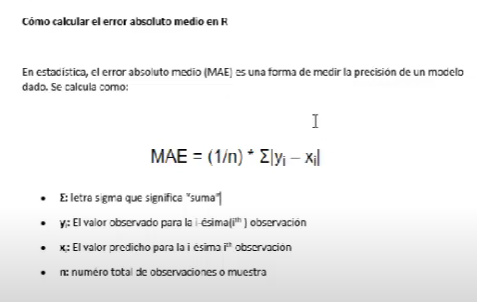 Cómo calcular el error absoluto medio en R
En estadística, el error absoluto medio (MAE) es una forma de medir la precisión de un modelo
dado. Se calcula como:
MAE = (1/n) * Σ|yi – xi|
• Σ: letra sigma que significa "suma"
• yi: El valor observado para la i-ésima(ith ) observación
• xi: El valor predicho para la i ésima ith observación
• n: numero total de observaciones o muestra